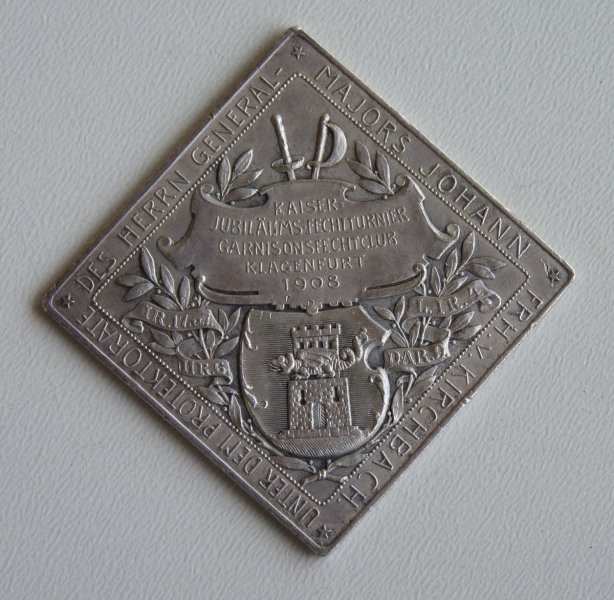 UNTER DEM PROTEKTORATE
DES HERRN GENERAL-
MAJORS JOHANN
FRH. V. KIRCHBACH.
KAISER
JUBILÄUMS-FECHTTURNIER
GARNISONSFECHTCLUB
KLAGENFURT
1908